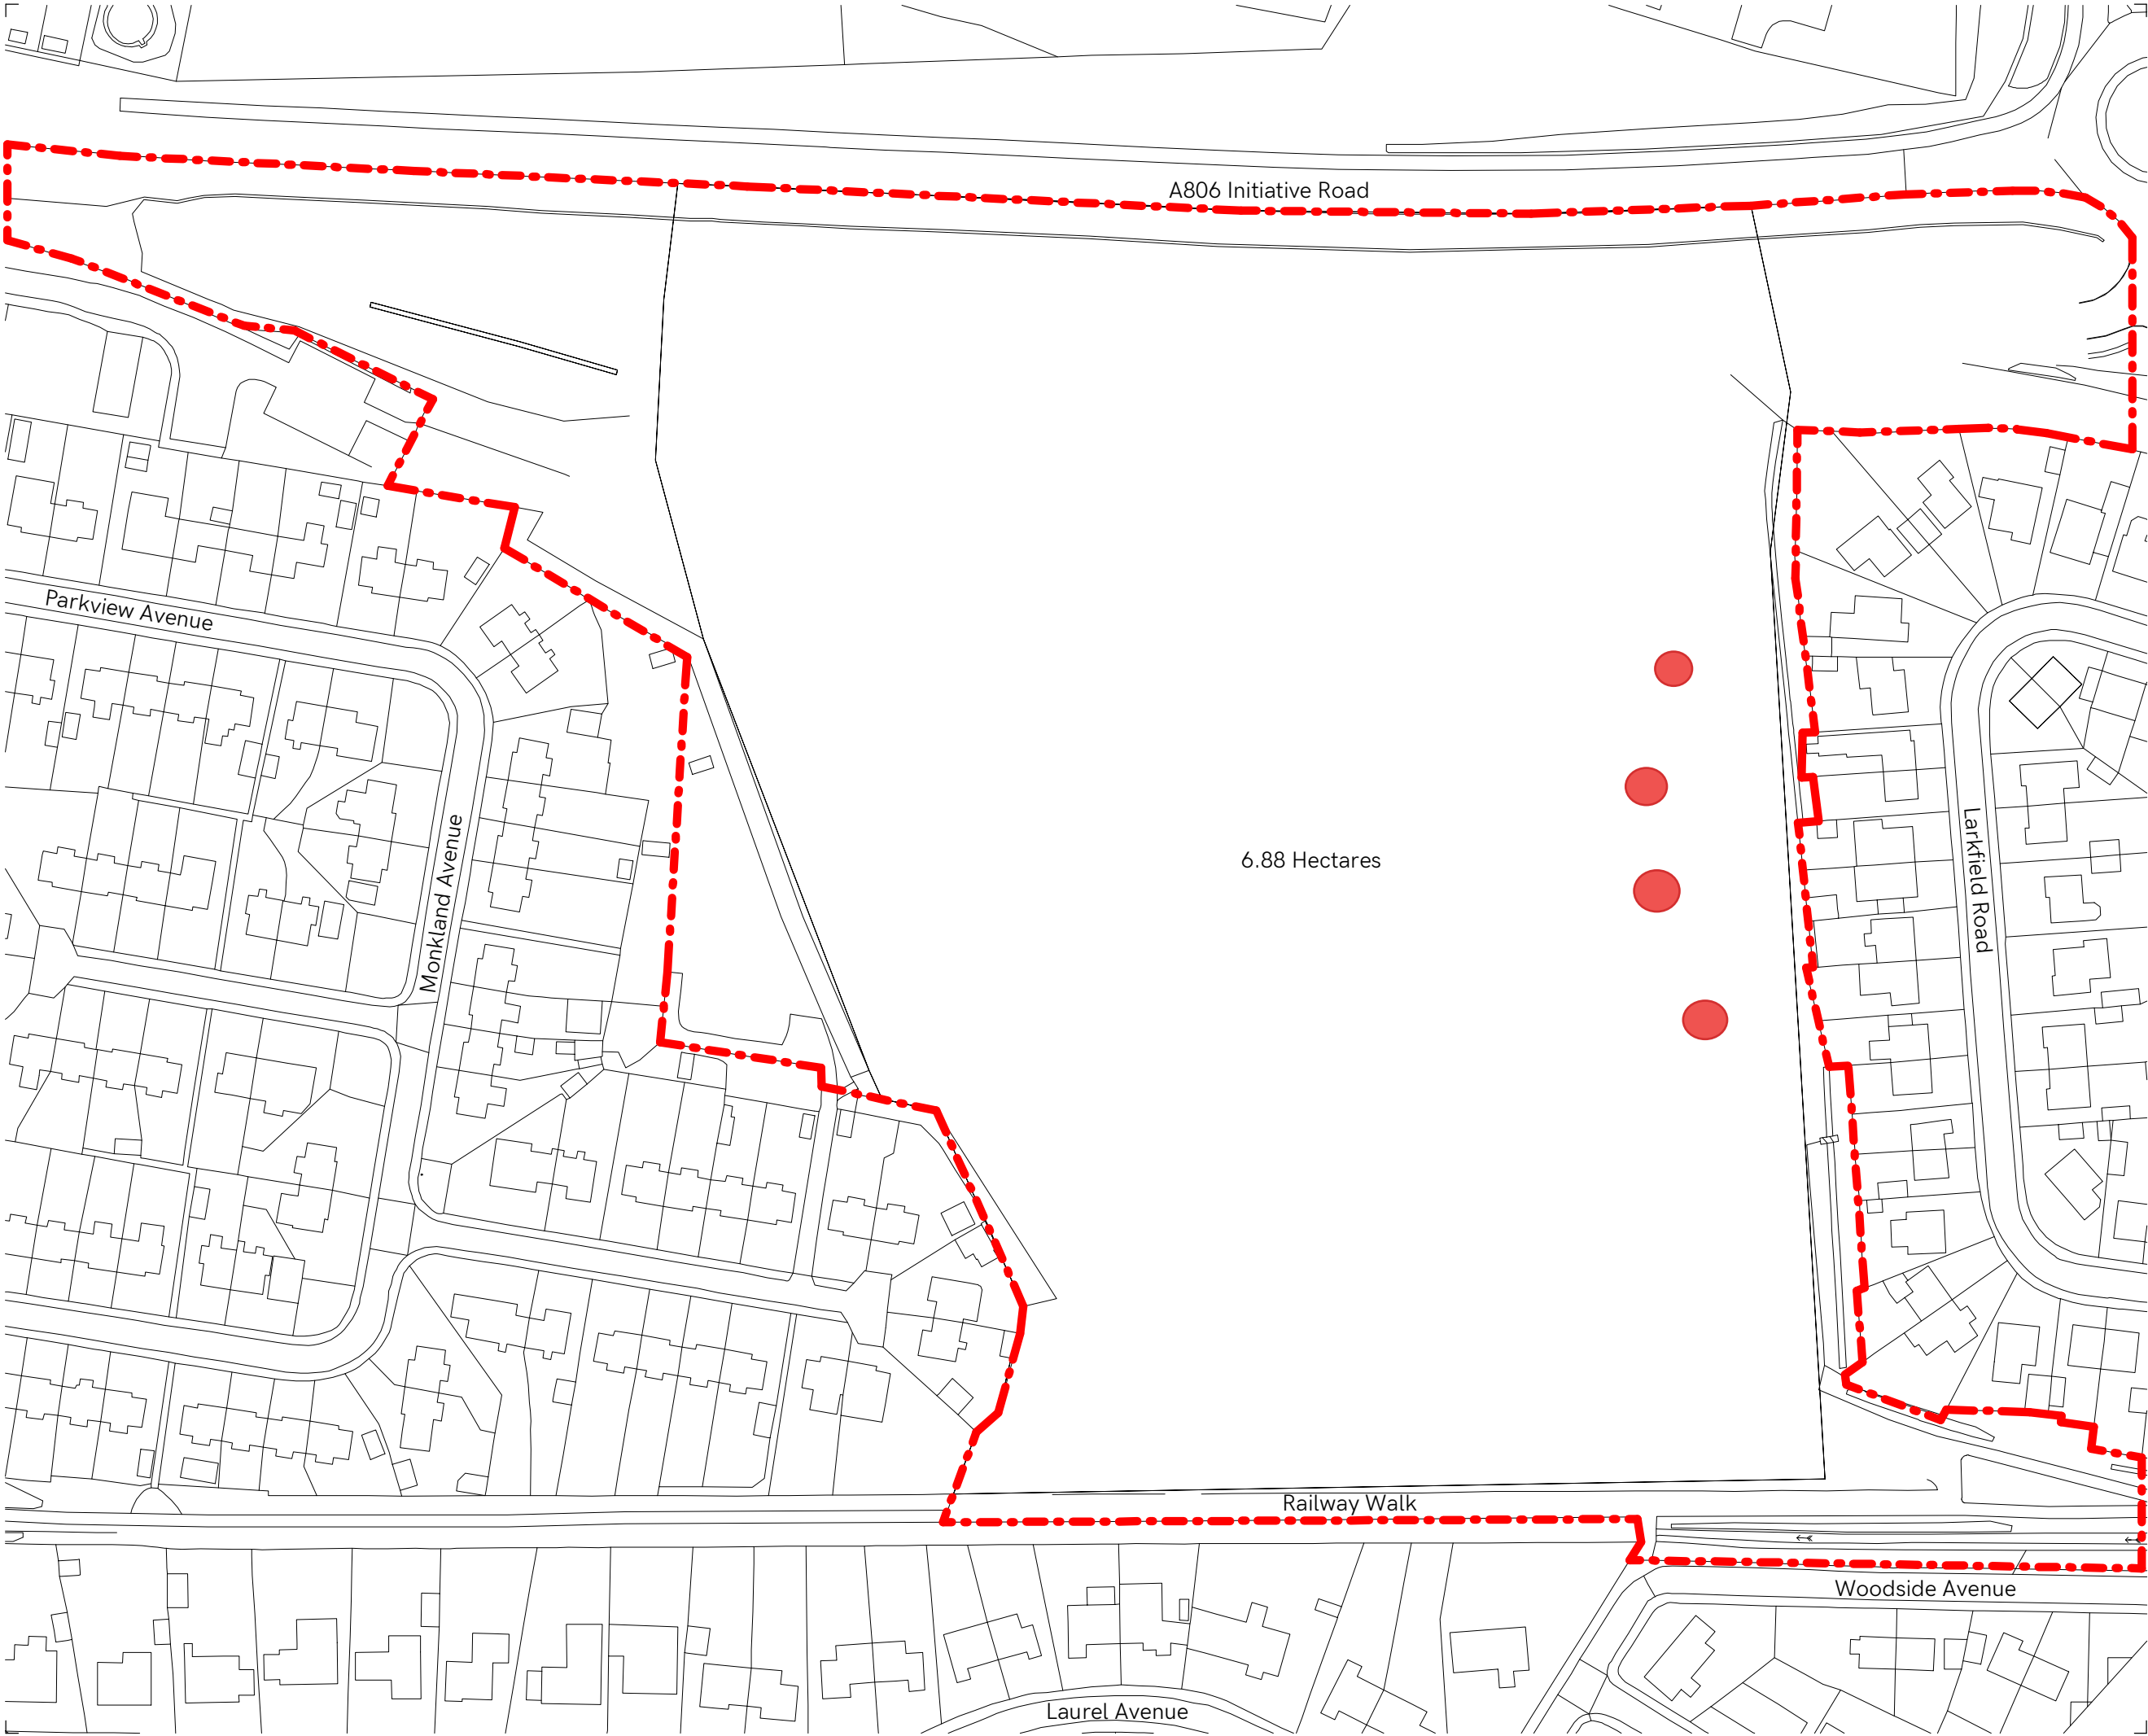 A806 Initiative Road
Parkview Avenue
Monkland Avenue
6.88 Hectares
Larkfield Road
Railway Walk
Woodside Avenue
Laurel Avenue